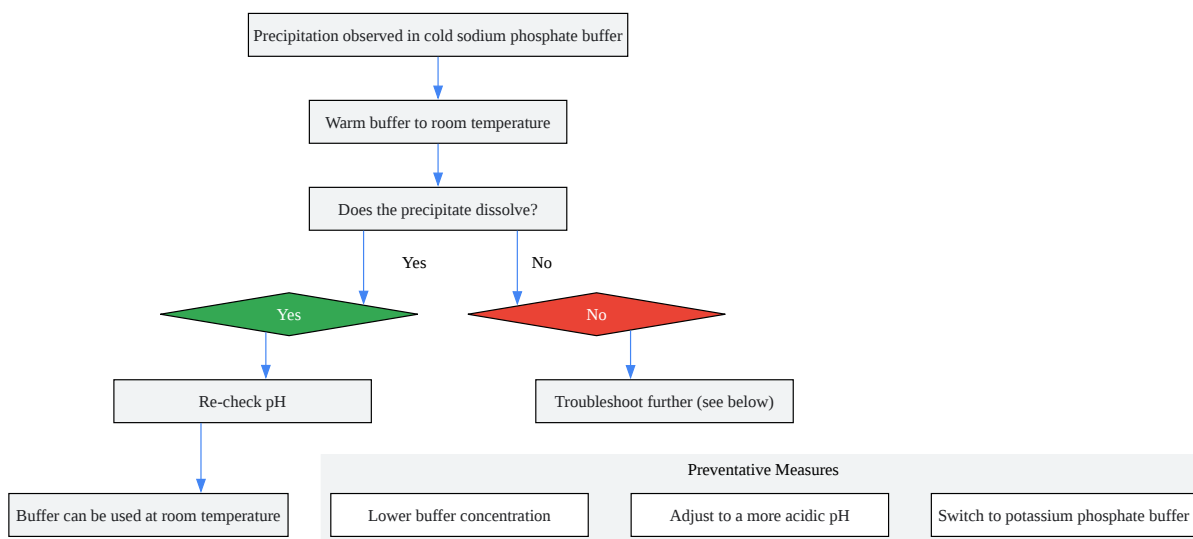 Precipitation observed in cold sodium phosphate buffer
Warm buffer to room temperature
Does the precipitate dissolve?
Yes
No
Yes
No
Re-check pH
Troubleshoot further (see below)
Preventative Measures
Buffer can be used at room temperature
Lower buffer concentration
Adjust to a more acidic pH
Switch to potassium phosphate buffer